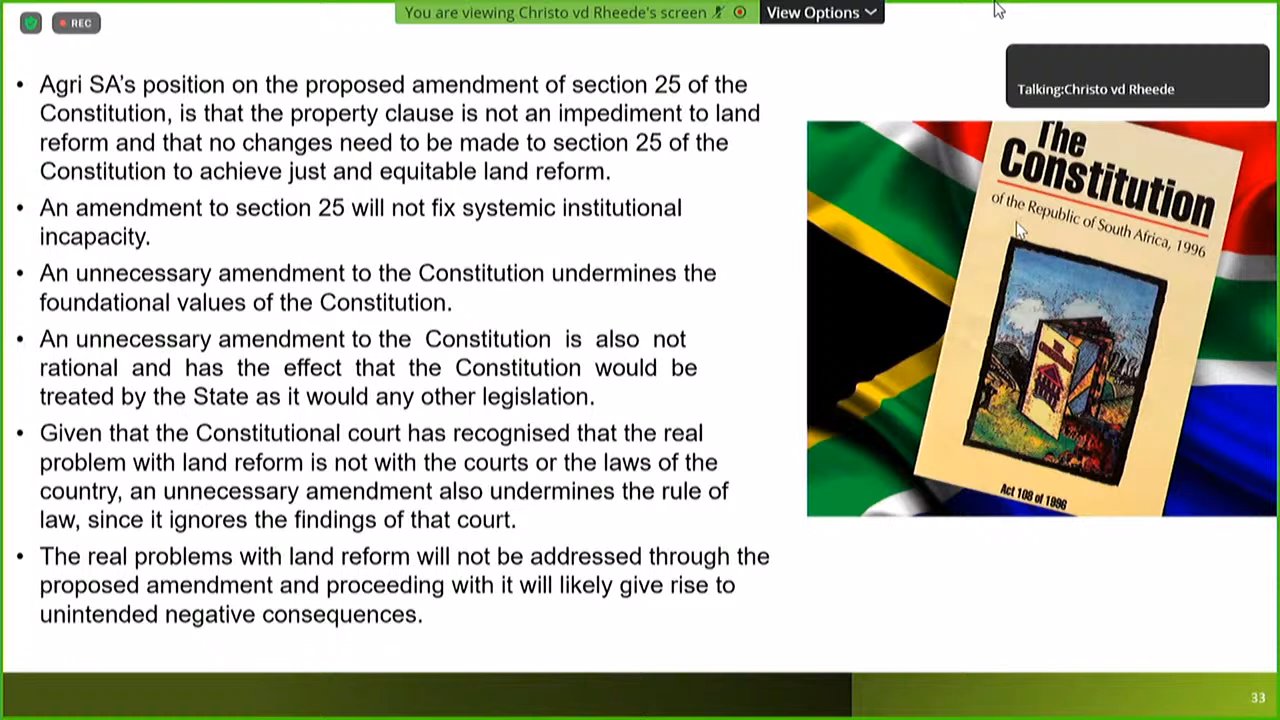 REC
You are viewing Christo vd Rheede's screen
View Options
Talking:Christo vd Rheede
• Agri SA's position on the proposed amendment of section 25 of the
Constitution, is that the property clause is not an impediment to land
reform and that no changes need to be made to section 25 of the
Constitution to achieve just and equitable land reform.
• An amendment to section 25 will not fix systemic institutional
incapacity.
• An unnecessary amendment to the Constitution undermines the
foundational values of the Constitution.
• An unnecessary amendment to the Constitution is also not
rational and has the effect that the Constitution would be
treated by the State as it would any other legislation.
• Given that the Constitutional court has recognised that the real
problem with land reform is not with the courts or the laws of the
country, an unnecessary amendment also undermines the rule of
law, since it ignores the findings of that court.
• The real problems with land reform will not be addressed through the
proposed amendment and proceeding with it will likely give rise to
unintended negative consequences.
The
Constitution
of the Republic of South Africa, 1996
Act 108 of 1996
33